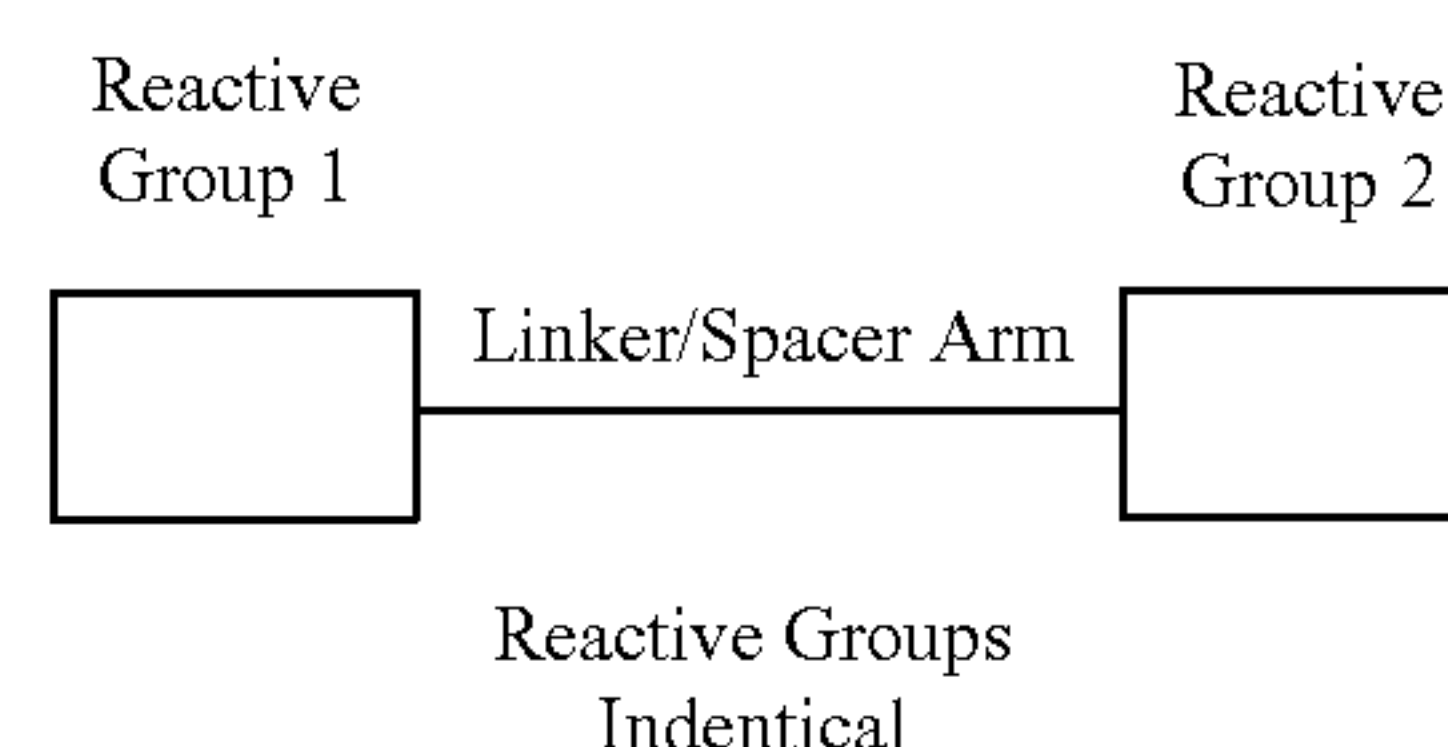 Reactive
Group 1
Reactive
Group 2
Linker/Spacer Arm
Reactive Groups
Indentical